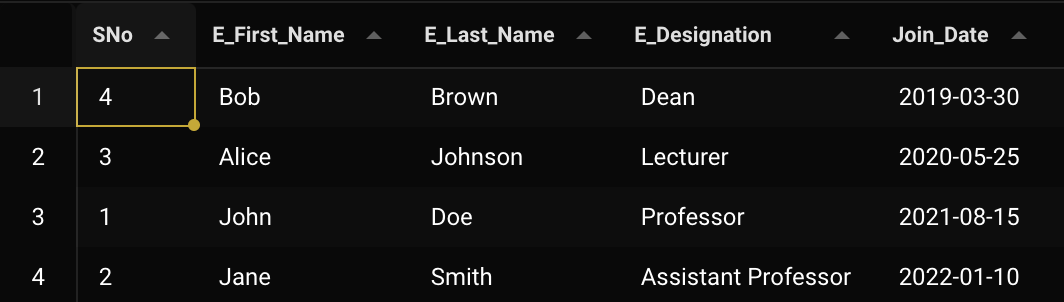 SNo E_First_Name E_Last_Name E_Designation Join_Date
1 4 Bob Brown Dean 2019-03-30
2 3 Alice Johnson Lecturer 2020-05-25
3 1 John Doe Professor 2021-08-15
4 2 Jane Smith Assistant Professor 2022-01-10